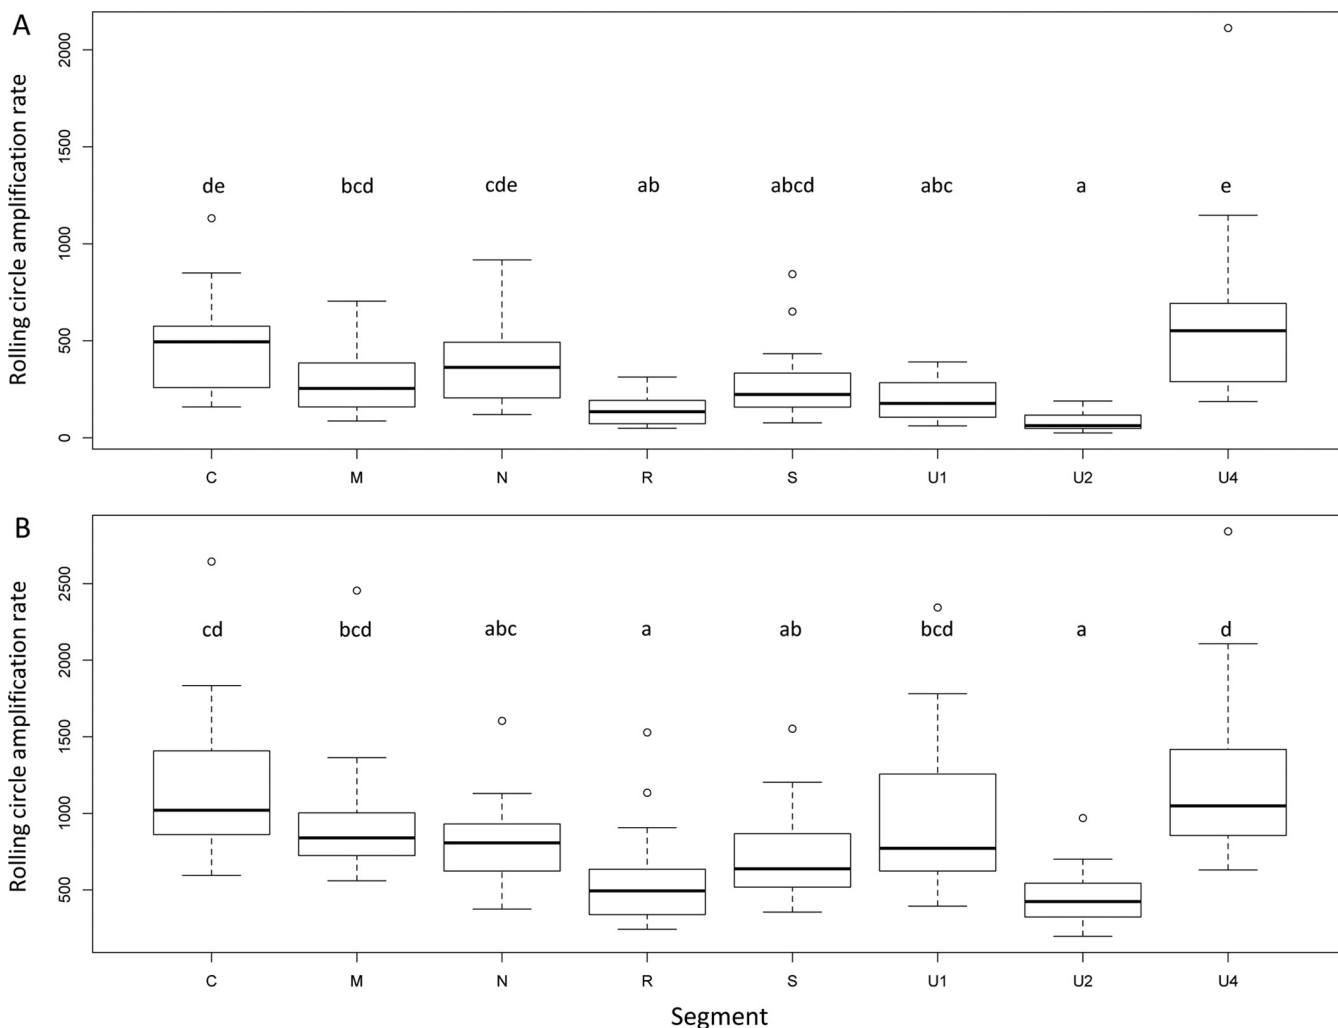 A
Rolling circle amplification rate
2000
1500
1000
500
0
de
bcd
cde
ab
abcd
abc
a
e
C
M
N
R
S
U1
U2
U4
B
Rolling circle amplification rate
2500
2000
1500
1000
500
cd
bcd
abc
a
ab
bcd
a
d
C
M
N
R
S
U1
U2
U4
Segment